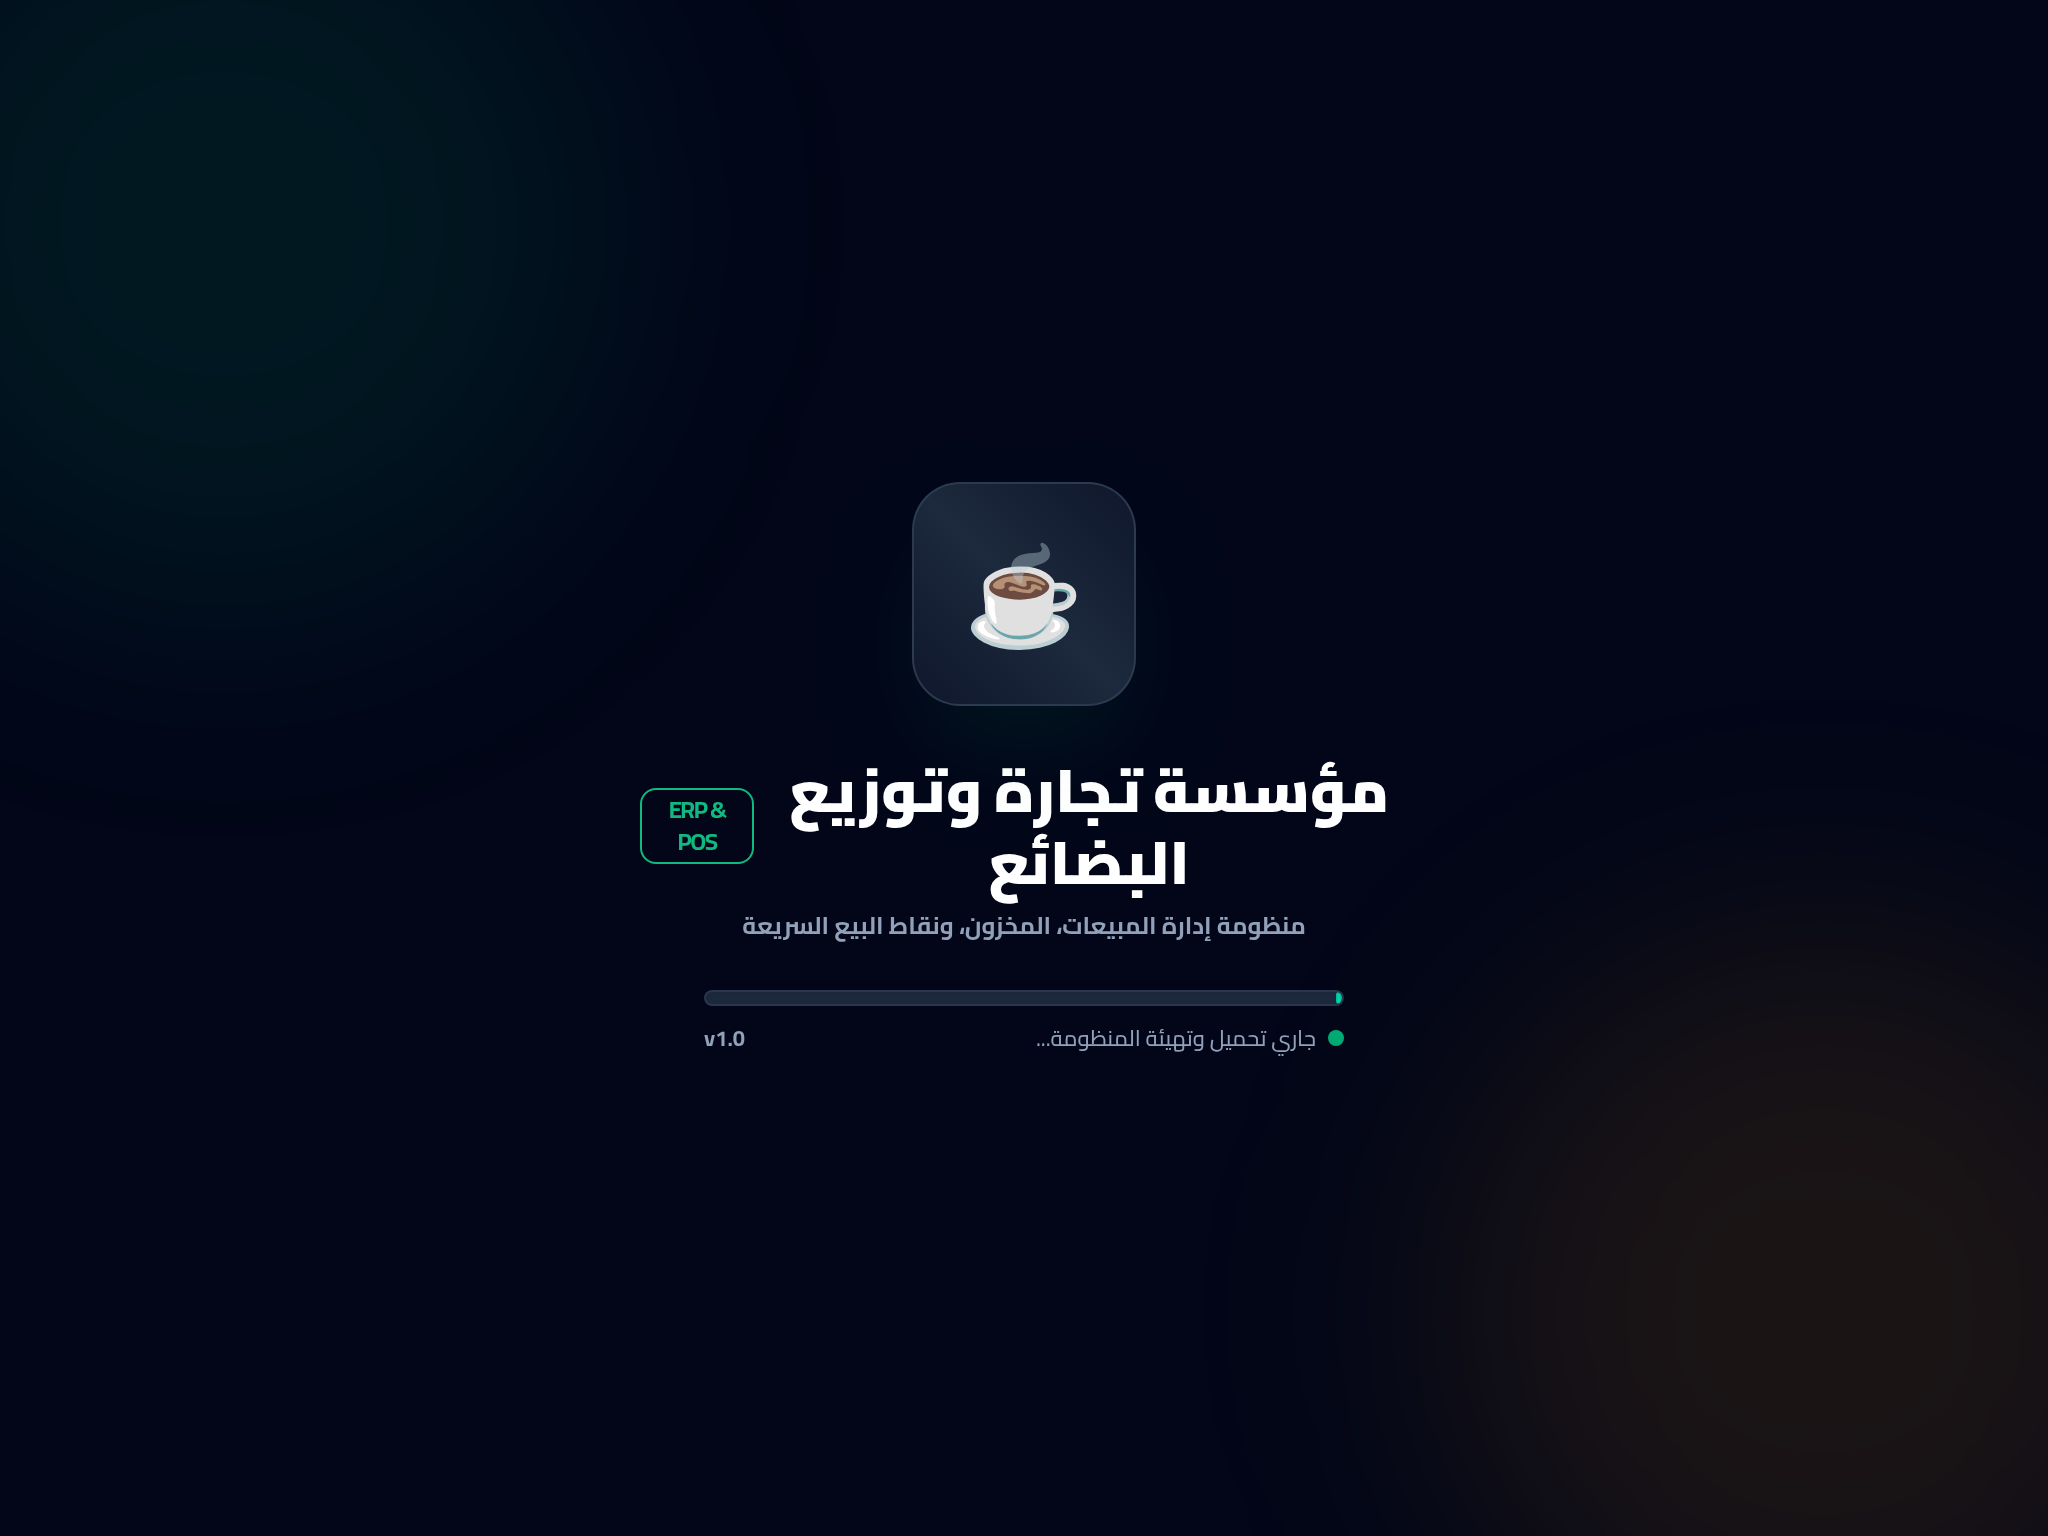 مؤسسة تجارة وتوزيع
البضائع
ERP &
POS
منظومة إدارة المبيعات، المخزون، ونقاط البيع السريعة
جاري تحميل وتهيئة المنظومة...
v1.0